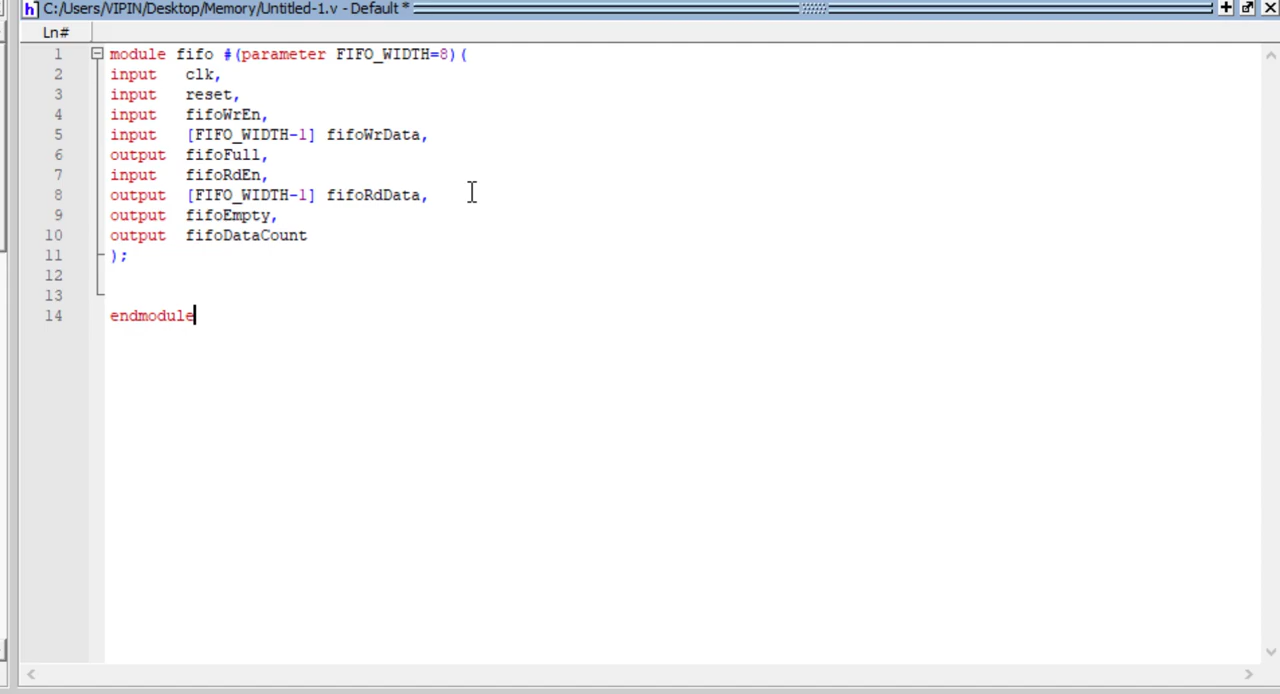 C:/Users/VIPIN/Desktop/Memory/Untitled-1.v - Default *
Ln#
1 module fifo #(parameter FIFO_WIDTH=8)(
2 input clk,
3 input reset,
4 input fifoWrEn,
5 input [FIFO_WIDTH-1] fifoWrData,
6 output fifoFull,
7 input fifoRdEn,
8 output [FIFO_WIDTH-1] fifoRdData,
9 output fifoEmpty,
10 output fifoDataCount
11 );
12
13
14 endmodule